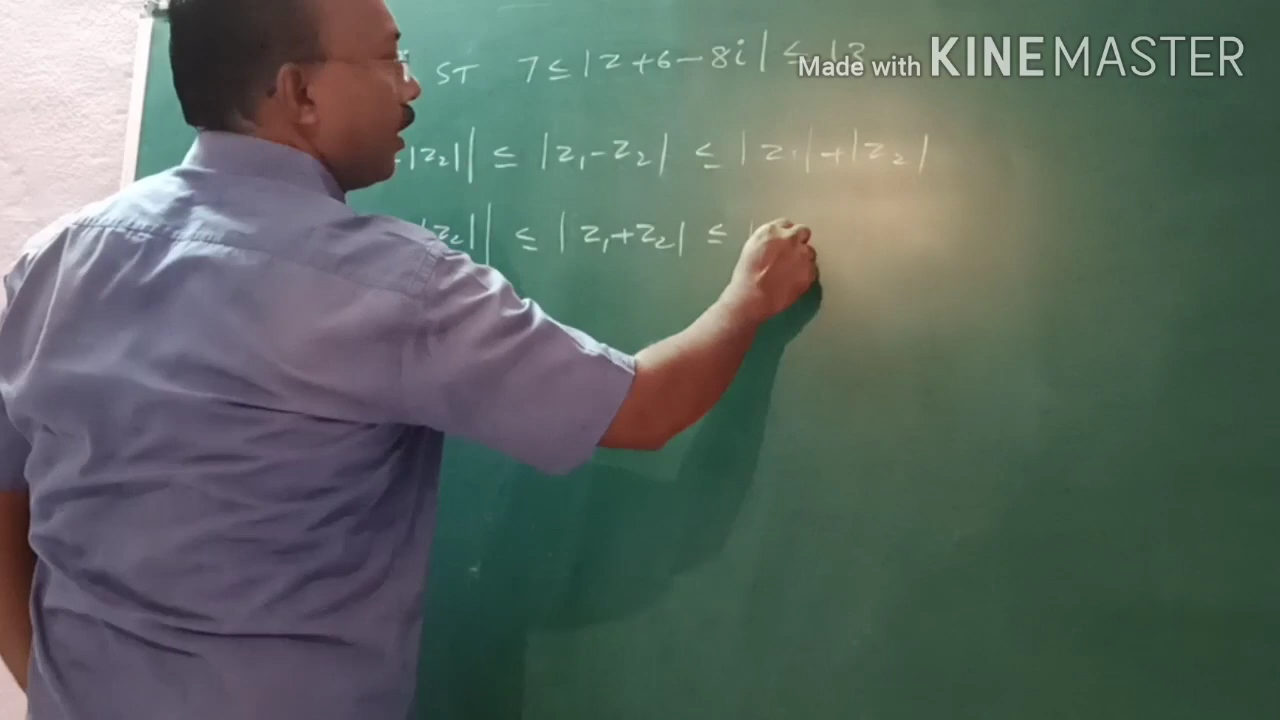 ST 7 ≤ |z+6-8i| ≤ 13
Made with KINEMASTER
|z₂|| ≤ |z₁-z₂| ≤ |z₁|+|z₂|
|z₂|| ≤ |z₁+z₂| ≤ |